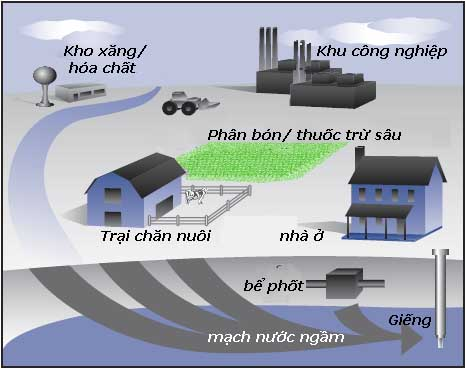 Kho xăng/
hóa chất
Khu công nghiệp
Phân bón/ thuốc trừ sâu
Trại chăn nuôi
nhà ở
bể phốt
Giếng
mạch nước ngầm